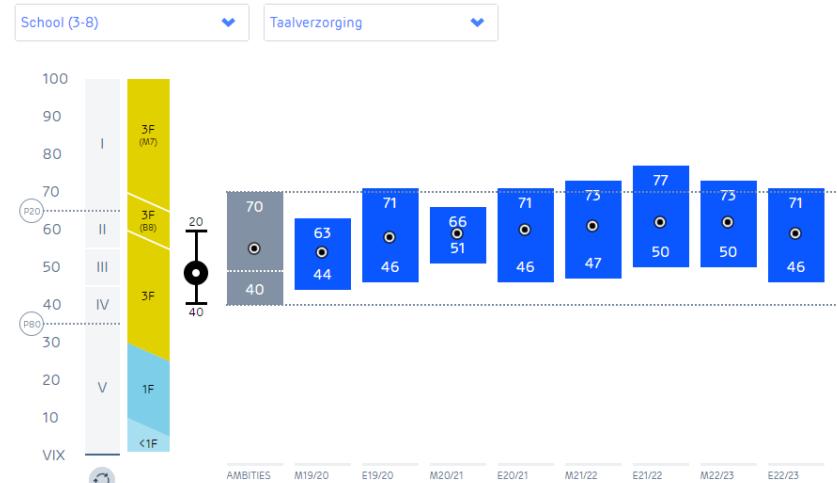 School (3-8)
Taalverzorging
100
90
80
70
60
50
40
30
20
10
VIX
P20
P80
I
II
III
IV
V
3F
(M7)
3F
(B8)
3F
1F
<1F
20
40
70
40
63
44
71
46
66
51
71
46
73
47
77
50
73
50
71
46
AMBITIES M19/20 E19/20 M20/21 E20/21 M21/22 E21/22 M22/23 E22/23